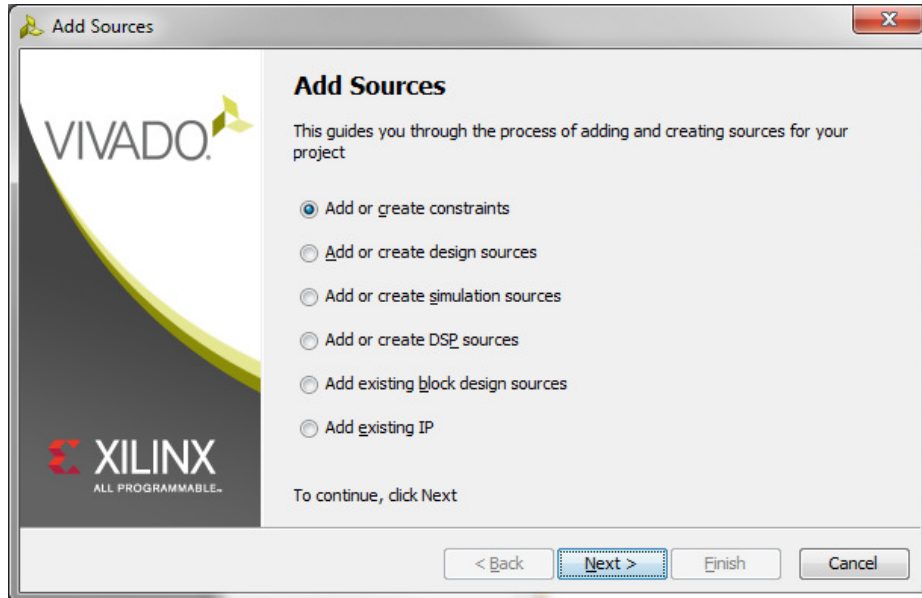 Add Sources
VIVADO.
Add Sources
This guides you through the process of adding and creating sources for your
project
Add or create constraints
Add or create design sources
Add or create simulation sources
Add or create DSP sources
Add existing block design sources
Add existing IP
XILINX
ALL PROGRAMMABLE™
To continue, click Next
< Back
Next >
Finish
Cancel